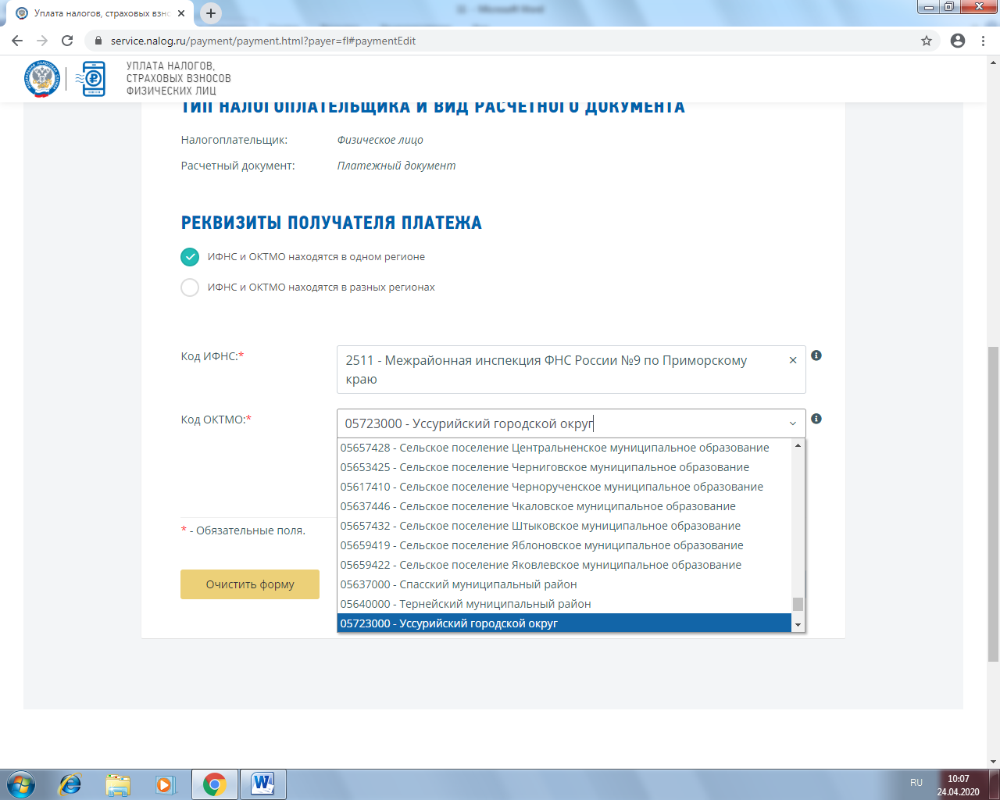 Уплата налогов, страховых взно
service.nalog.ru/payment/payment.html?payer=fl#paymentEdit
УПЛАТА НАЛОГОВ,
СТРАХОВЫХ ВЗНОСОВ
ФИЗИЧЕСКИХ ЛИЦ
ТИП НАЛОГОПЛАТЕЛЬЩИКА И ВИД РАСЧЕТНОГО ДОКУМЕНТА
Налогоплательщик: Физическое лицо
Расчетный документ: Платежный документ
РЕКВИЗИТЫ ПОЛУЧАТЕЛЯ ПЛАТЕЖА
ИФНС и ОКТМО находятся в одном регионе
ИФНС и ОКТМО находятся в разных регионах
Код ИФНС:* 2511 - Межрайонная инспекция ФНС России №9 по Приморскому
краю
Код ОКТМО:* 05723000 - Уссурийский городской округ
05657428 - Сельское поселение Центральненское муниципальное образование
05653425 - Сельское поселение Черниговское муниципальное образование
05617410 - Сельское поселение Чернорученское муниципальное образование
05637446 - Сельское поселение Чкаловское муниципальное образование
05657432 - Сельское поселение Штыковское муниципальное образование
05659419 - Сельское поселение Яблоновское муниципальное образование
05659422 - Сельское поселение Яковлевское муниципальное образование
05637000 - Спасский муниципальный район
05640000 - Тернейский муниципальный район
05723000 - Уссурийский городской округ
* - Обязательные поля.
Очистить форму
RU
10:07
24.04.2020